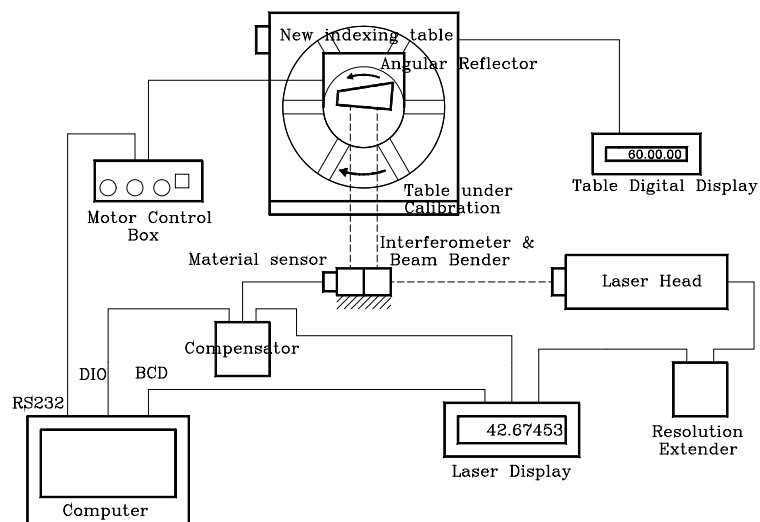 New indexing table
Angular Reflector
60.00.00
Table Digital Display
Table under
Calibration
Motor Control
Box
Interferometer &
Beam Bender
Material sensor
Laser Head
Compensator
DIO
BCD
RS232
42.67453
Laser Display
Resolution
Extender
Computer